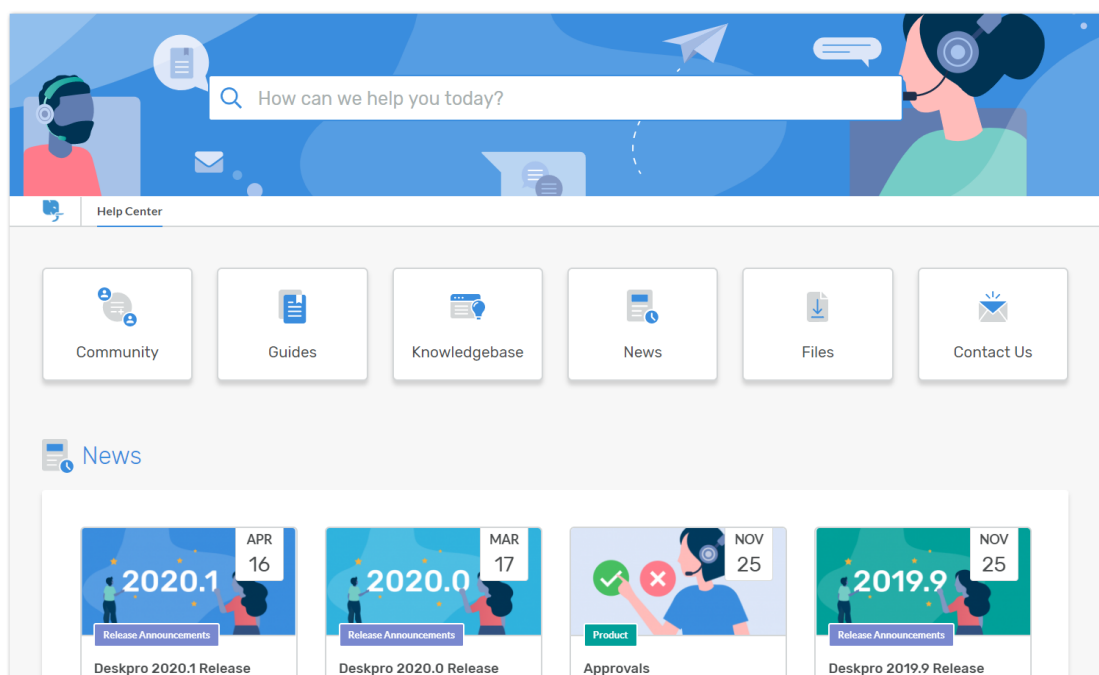 How can we help you today?
Help Center
Community
Guides
Knowledgebase
News
Files
Contact Us
News
APR
16
2020.1
Release Announcements
Deskpro 2020.1 Release
MAR
17
2020.0
Release Announcements
Deskpro 2020.0 Release
NOV
25
Product
Approvals
NOV
25
2019.9
Release Announcements
Deskpro 2019.9 Release